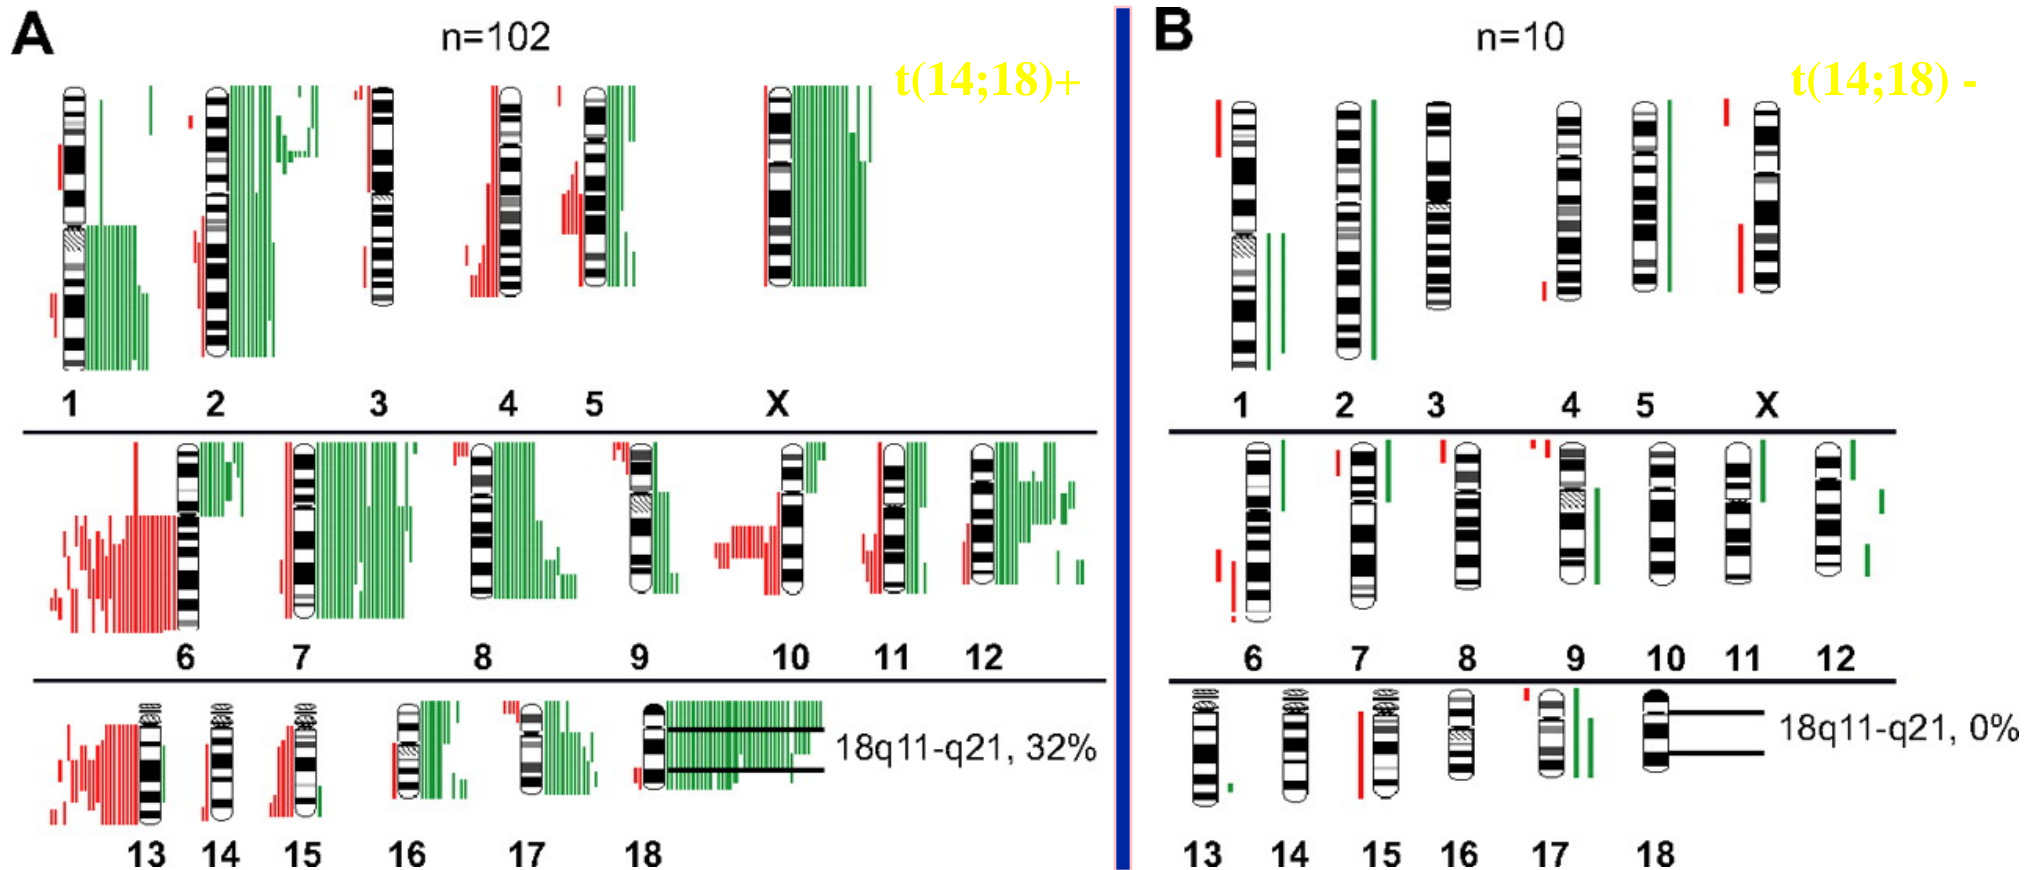 A
n=102
t(14;18)+
1 2 3 4 5 X
6 7 8 9 10 11 12
18q11-q21, 32%
13 14 15 16 17 18
B
n=10
t(14;18) -
1 2 3 4 5 X
6 7 8 9 10 11 12
18q11-q21, 0%
13 14 15 16 17 18